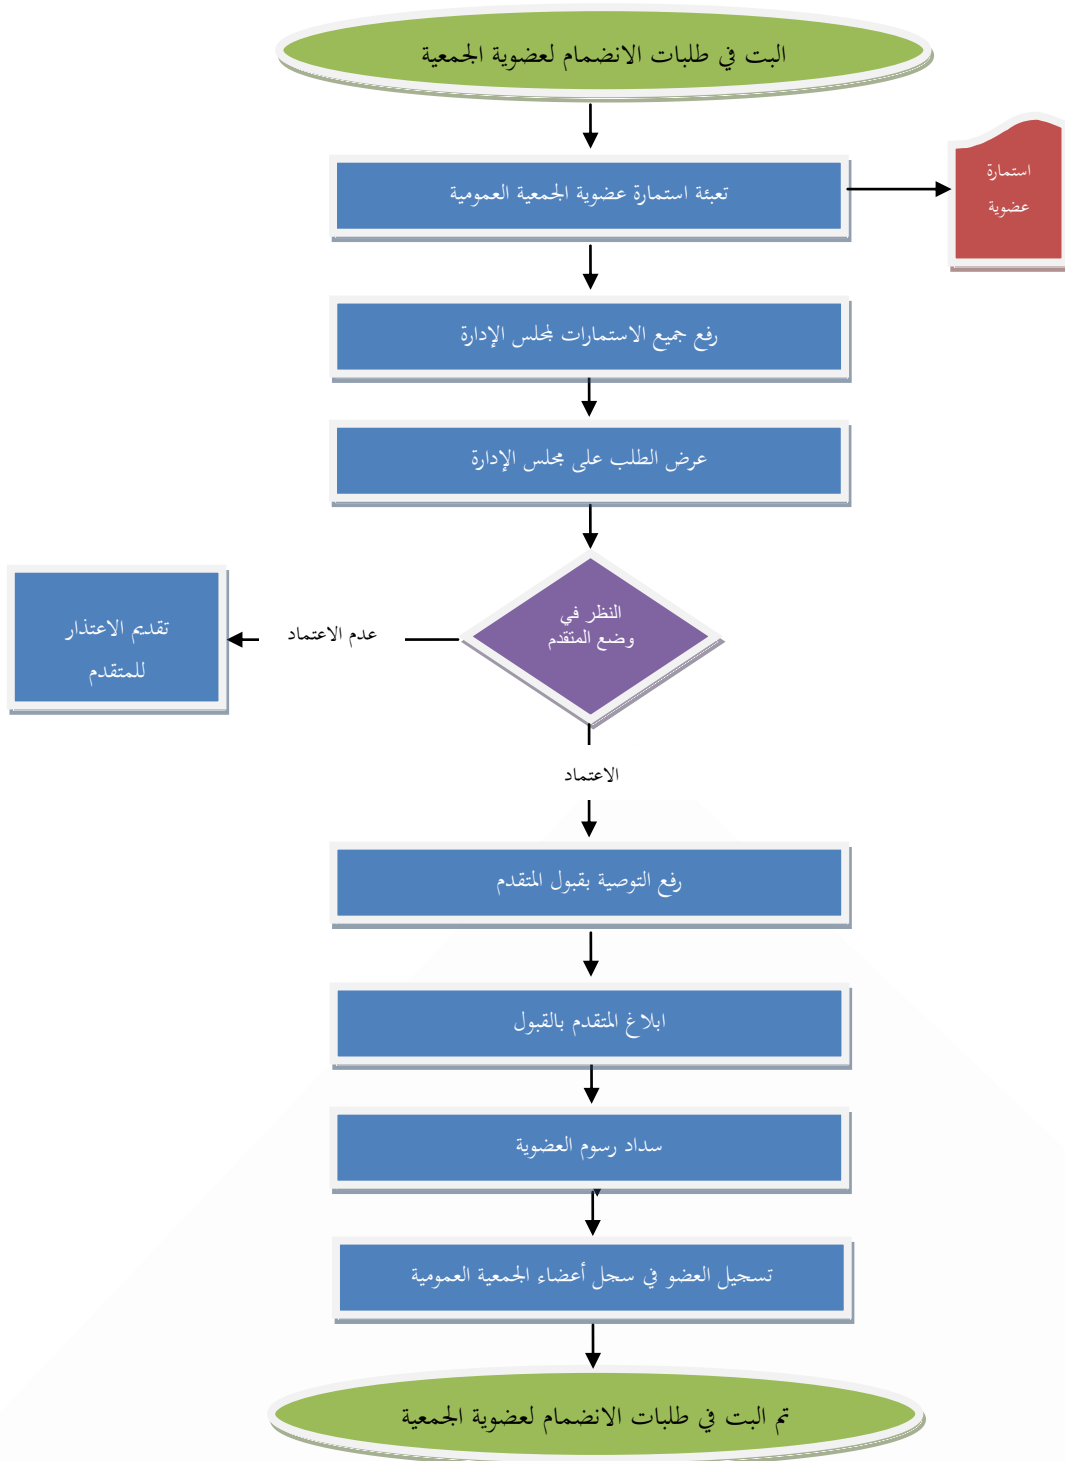 البت في طلبات الانضمام لعضوية الجمعية
تعبئة استمارة عضوية الجمعية العمومية
استمارة
عضوية
رفع جميع الاستمارات لمجلس الإدارة
عرض الطلب على مجلس الإدارة
النظر في
وضع المتقدم
عدم الاعتماد
تقديم الاعتذار
للمتقدم
الاعتماد
رفع التوصية بقبول المتقدم
ابلاغ المتقدم بالقبول
سداد رسوم العضوية
تسجيل العضو في سجل أعضاء الجمعية العمومية
تم البت في طلبات الانضمام لعضوية الجمعية